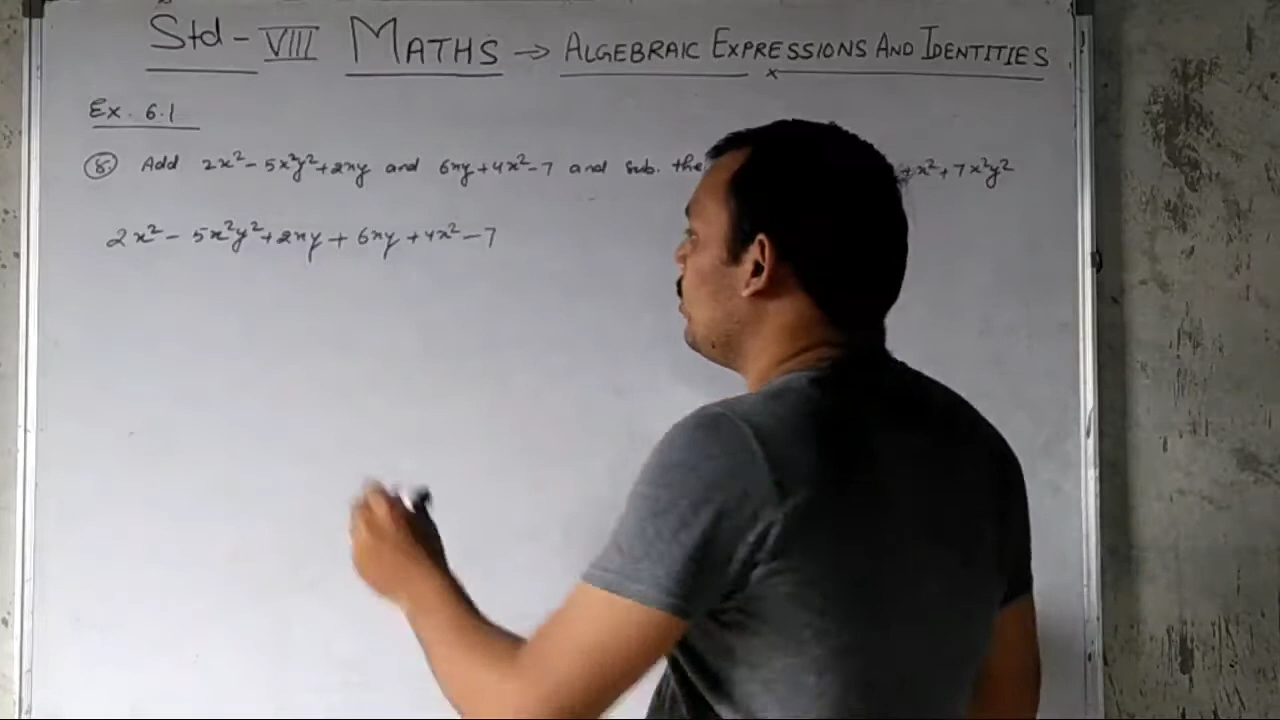 Std - VIII MATHS → ALGEBRAIC EXPRESSIONS AND IDENTITIES
Ex. 6.1
8. Add 2x² - 5x²y² + 2xy and 6xy + 4x² - 7 and sub. the + x² + 7x²y²
2x² - 5x²y² + 2xy + 6xy + 4x² - 7